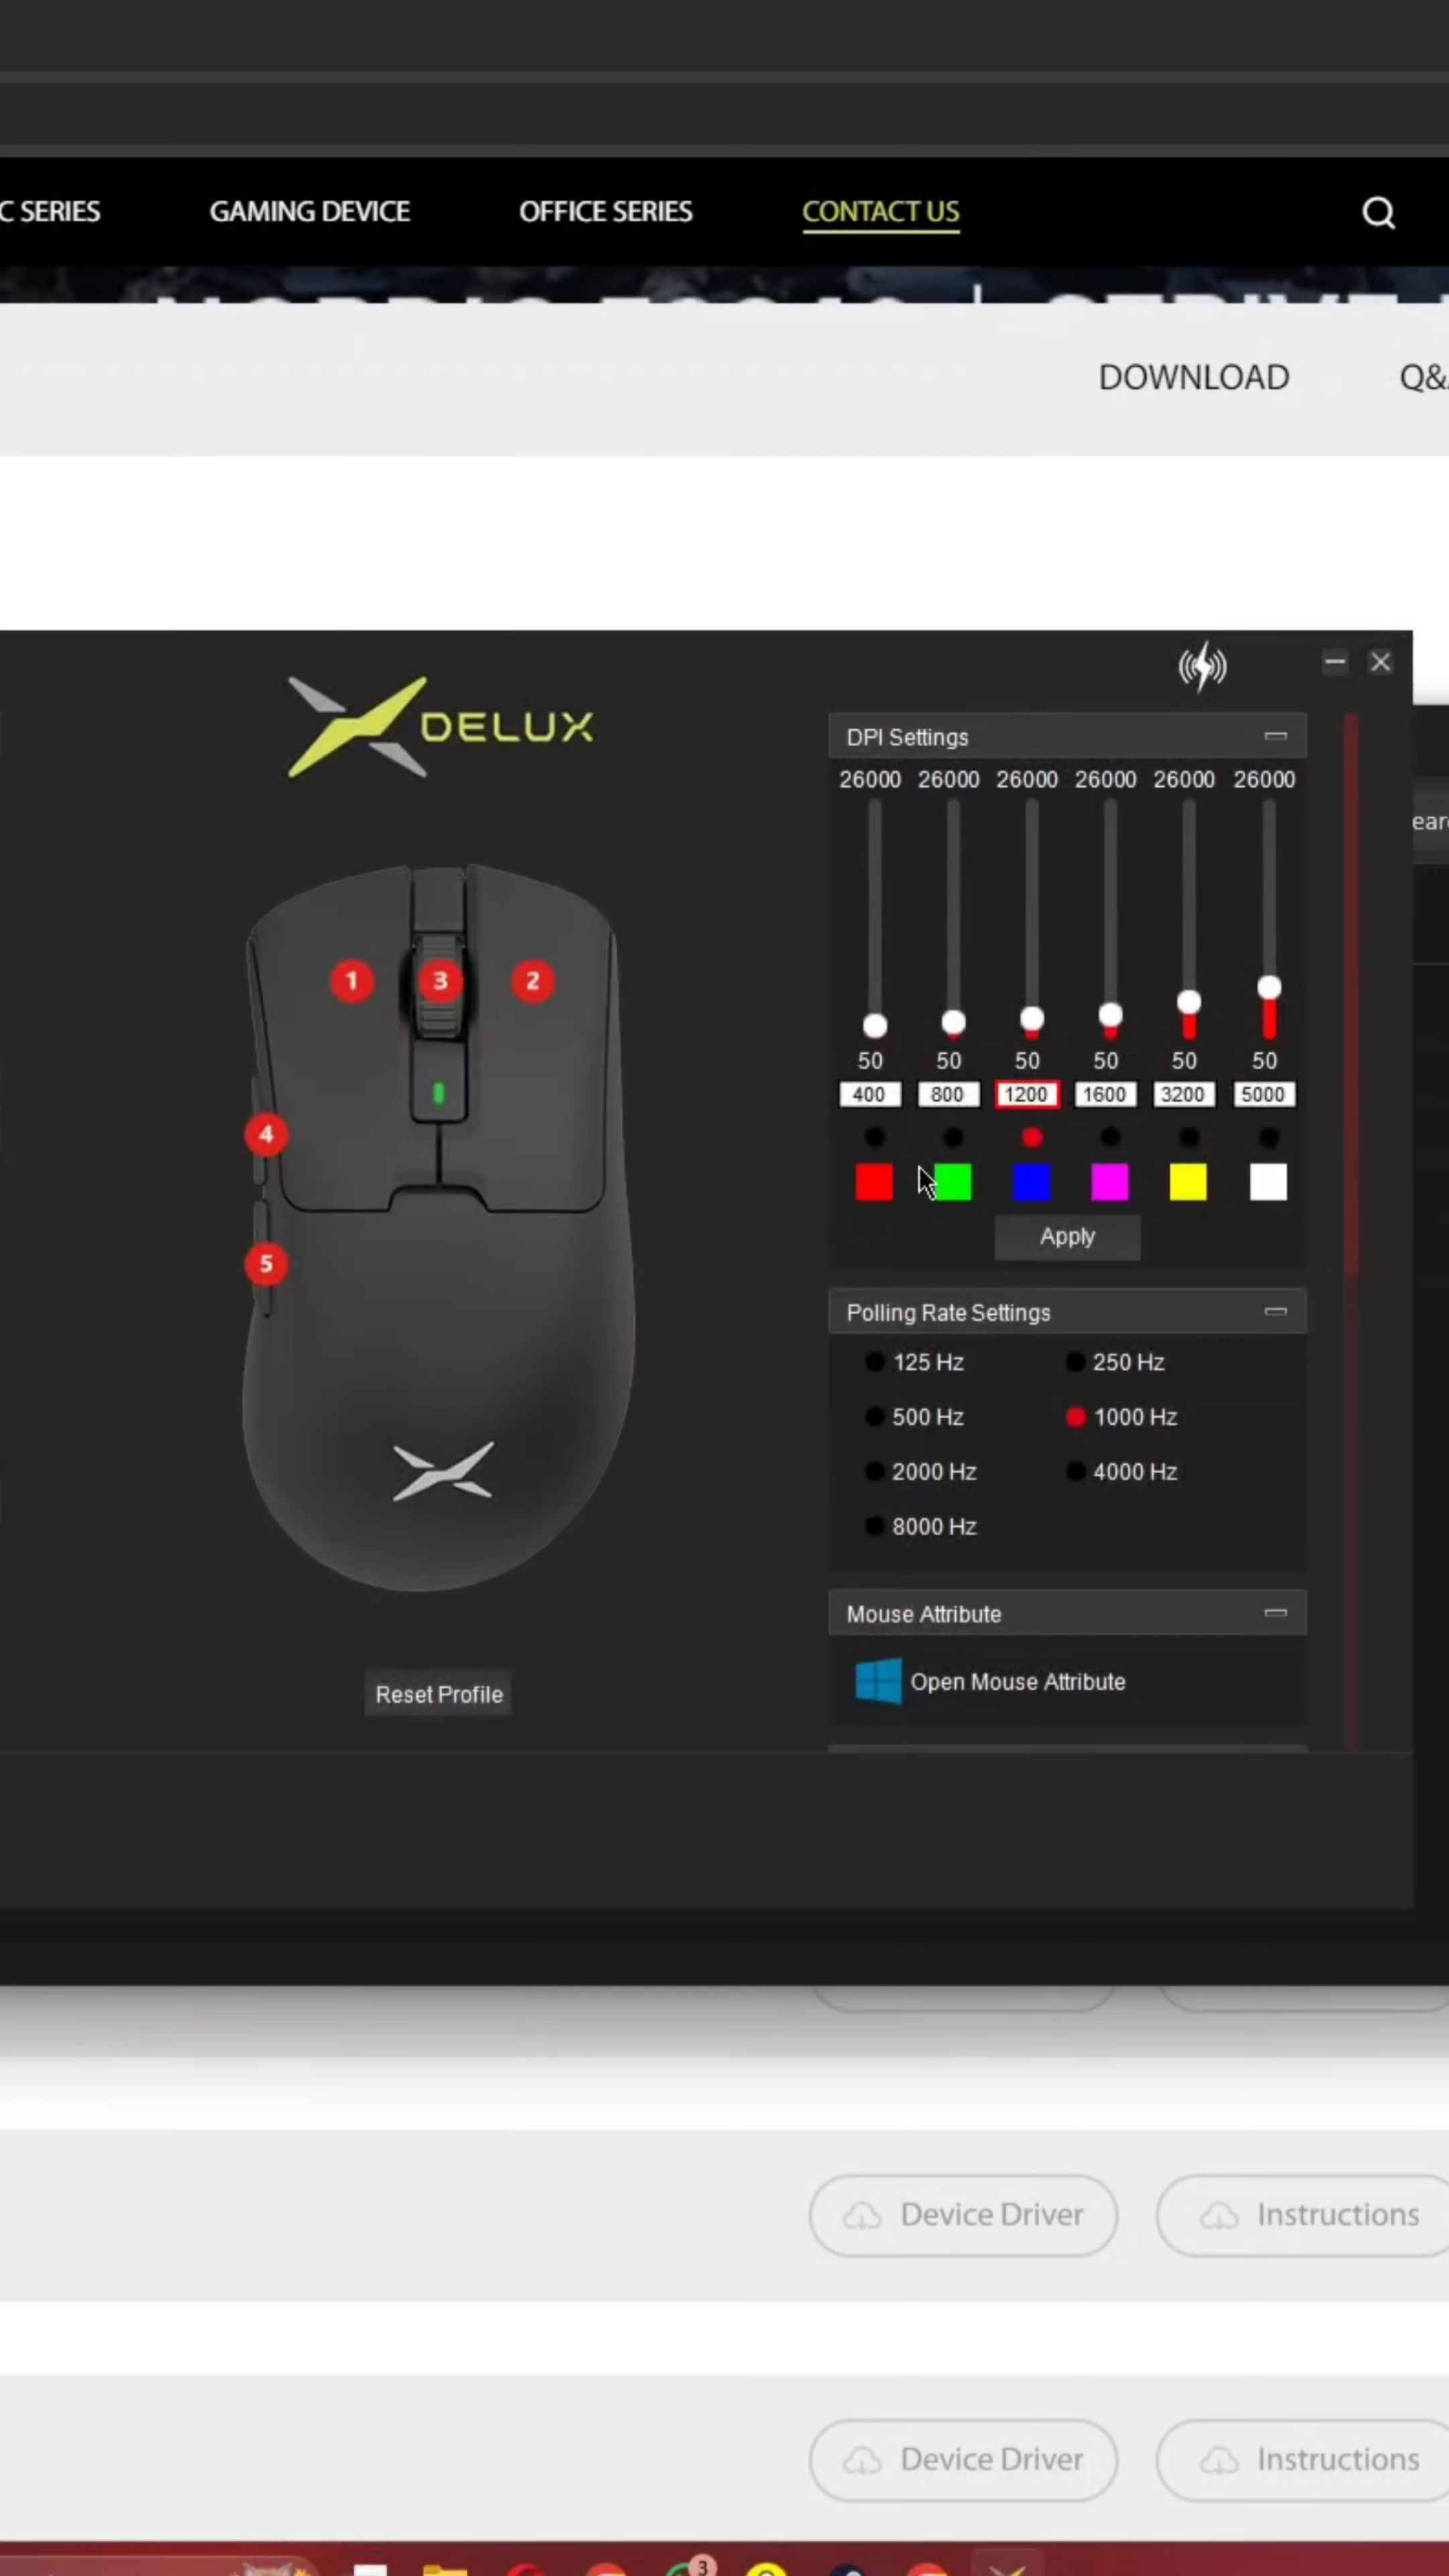 C SERIES GAMING DEVICE OFFICE SERIES CONTACT US
DOWNLOAD Q&
DELUX
DPI Settings
26000 26000 26000 26000 26000 26000
50 50 50 50 50 50
400 800 1200 1600 3200 5000
Apply
1 3 2
4
5
Polling Rate Settings
125 Hz 250 Hz
500 Hz 1000 Hz
2000 Hz 4000 Hz
8000 Hz
Mouse Attribute
Open Mouse Attribute
Reset Profile
ear
Device Driver Instructions
Device Driver Instructions
3